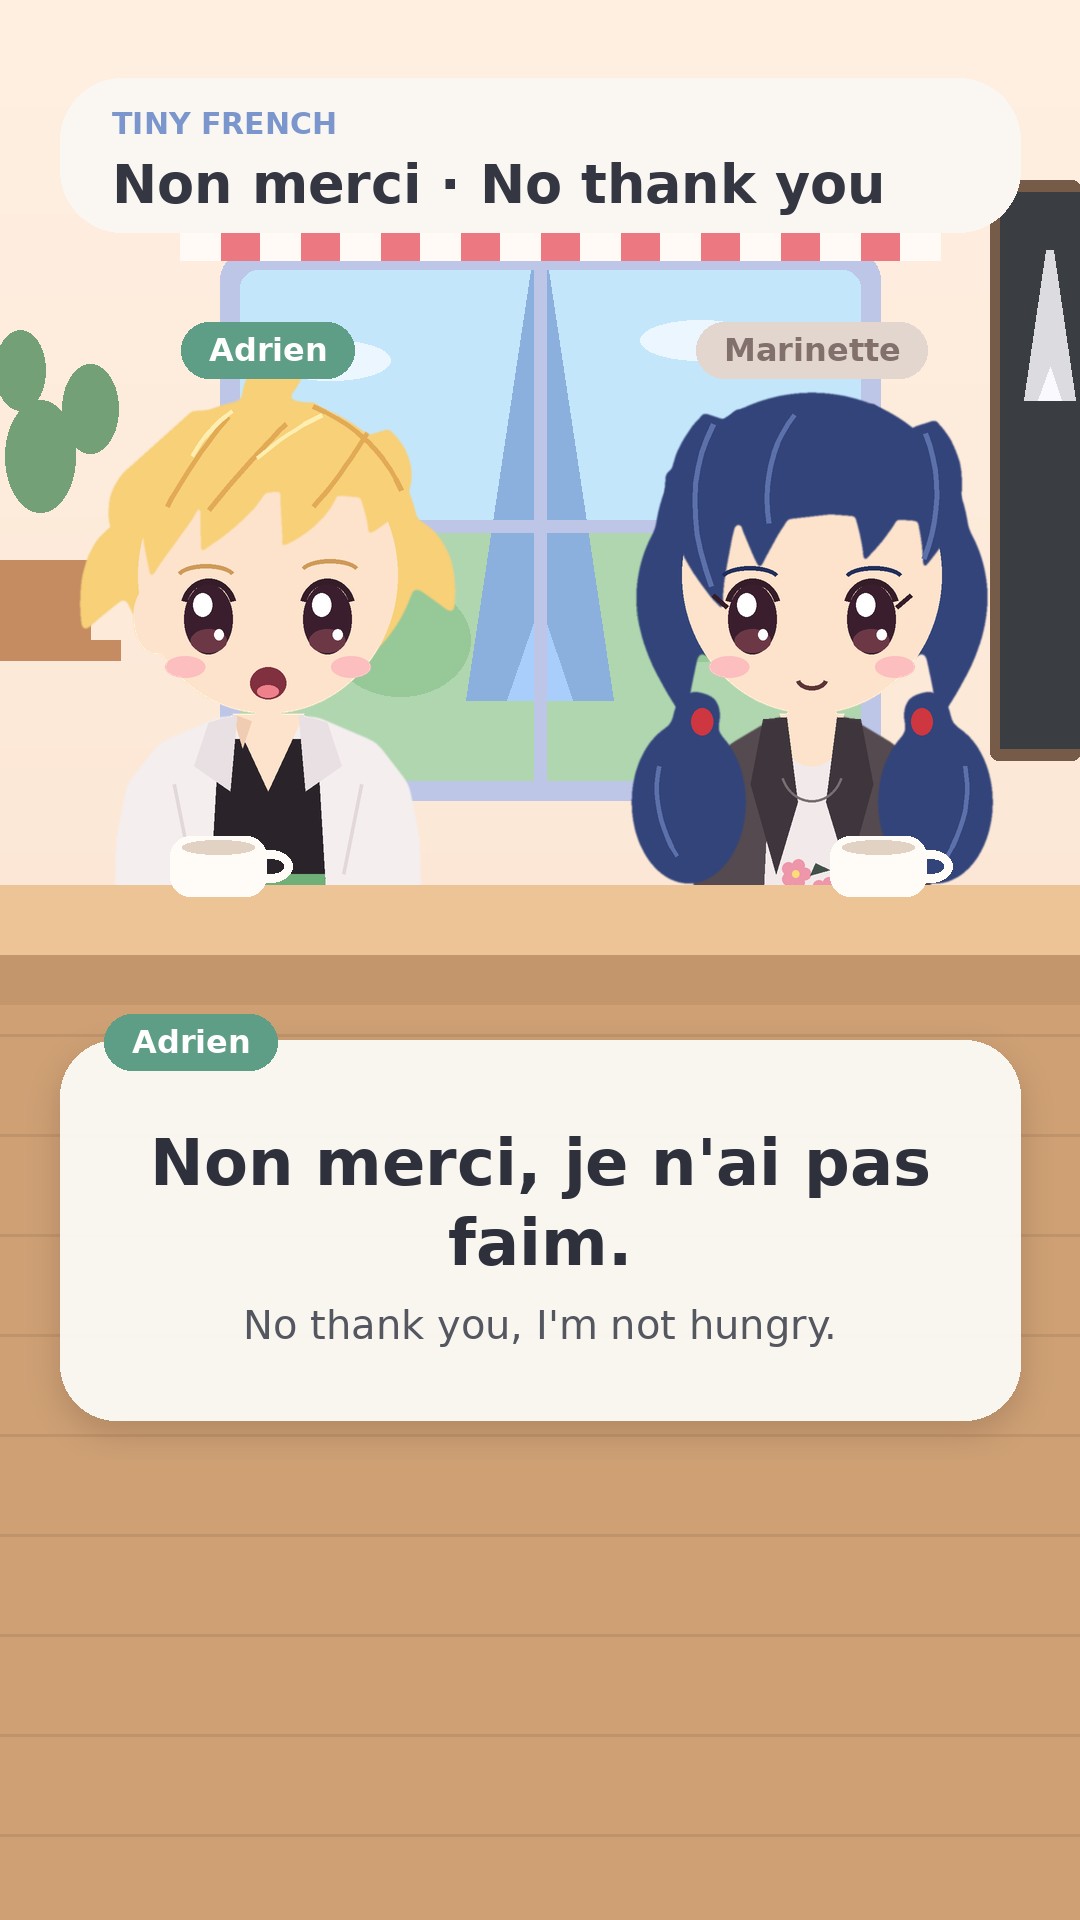 TINY FRENCH
Non merci · No thank you
Adrien
Marinette
Adrien
Non merci, je n'ai pas
faim.
No thank you, I'm not hungry.